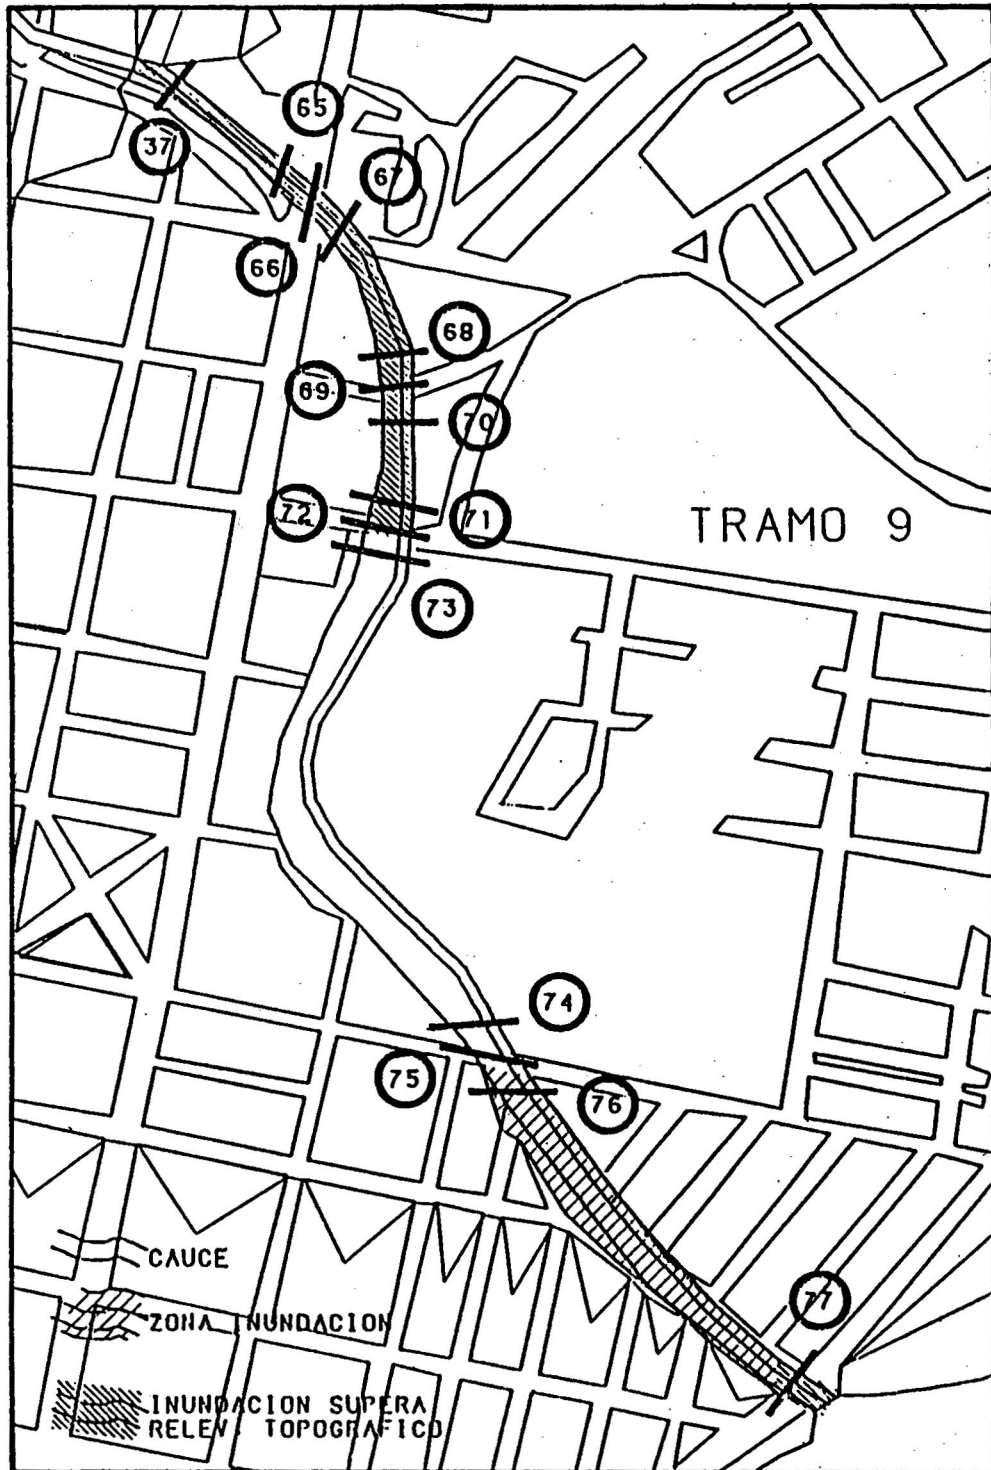 65
37
67
66
68
69
70
72
71
TRAMO 9
73
74
75
76
77
CAUCE
ZONA INUNDACION
INUNDACION SUPERA
RELEV. TOPOGRAFICO